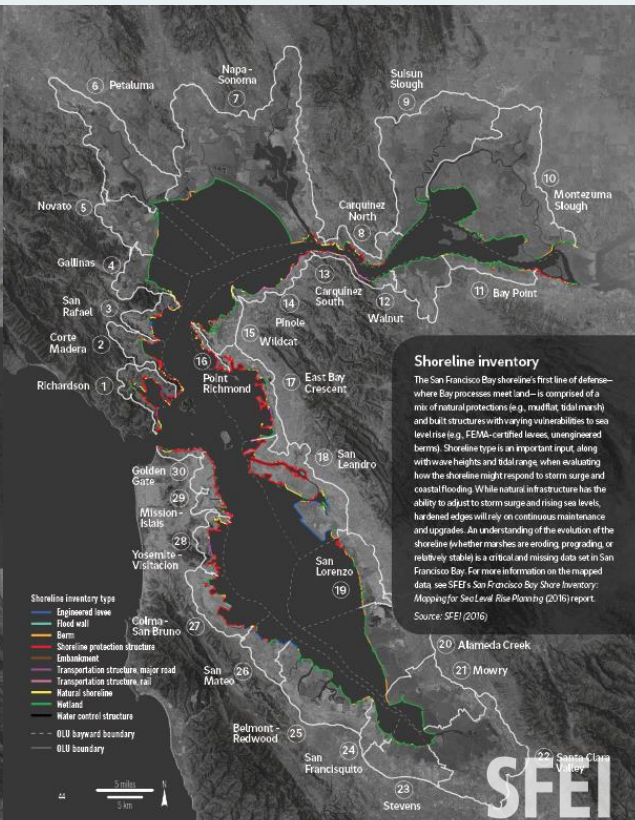 6 Petaluma
Napa-
Sonoma
7
Suisun
Slough
9
10
Montezuma
Slough
Novato 5
Carquinez
North
8
Gallinas
4
San
Rafael 3
Corte
Madera 2
Richardson 1
13
Carquinez
South
12
Walnut
11 Bay Point
14
Pinole
15
Wildcat
16
Point
Richmond
17 East Bay
Crescent
18 San
Leandro
Golden
Gate
30
29
Mission-
Islais
28
Yosemite-
Visitacion
San
Lorenzo
19
27
Colma-
San Bruno
26
San
Mateo
20 Alameda Creek
21 Mowry
Belmont-
Redwood
25
24
San
Francisquito
23
Stevens
22 Santa Clara
Valley
Shoreline inventory
The San Francisco Bay shoreline's first line of defense—
where Bay processes meet land—is comprised of a
mix of natural protections (e.g., mudflat, tidal marsh)
and built structures with varying vulnerabilities to sea
level rise (e.g., FEMA-certified levees, unengineered
berms). Shoreline type is an important input, along
with wave heights and tidal range, when evaluating
how the shoreline might respond to storm surge and
coastal flooding. While natural infrastructure has the
ability to adjust to storm surge and rising sea levels,
hardened edges will rely on continuous maintenance
and upgrades. An understanding of the evolution of the
shoreline (whether marshes are eroding, prograding, or
relatively stable) is a critical and missing data set in San
Francisco Bay. For more information on the mapped
data, see SFEI's San Francisco Bay Shore Inventory:
Mapping for Sea Level Rise Planning (2016) report.
Source: SFEI (2016)
Shoreline inventory type
Engineered levee
Flood wall
Berm
Shoreline protection structure
Embankment
Transportation structure, major road
Transportation structure, rail
Natural shoreline
Wetland
Water control structure
OLU bayward boundary
OLU boundary
5 miles
5 km
N
44
SFEI